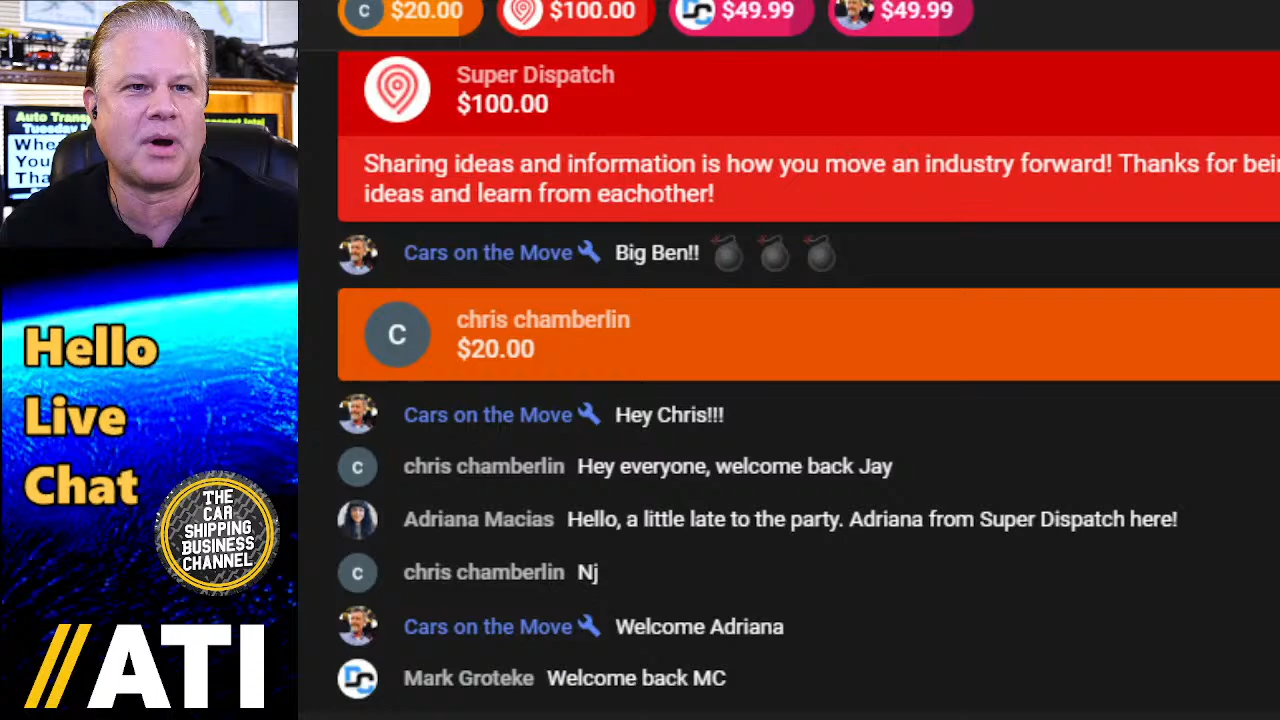 C $20.00 $100.00 $49.99 $49.99
Super Dispatch
$100.00
Sharing ideas and information is how you move an industry forward! Thanks for
ideas and learn from eachother!
Cars on the Move Big Ben!!
C chris chamberlin
$20.00
Cars on the Move Hey Chris!!!
C chris chamberlin Hey everyone, welcome back Jay
Adriana Macias Hello, a little late to the party. Adriana from Super Dispatch here!
C chris chamberlin Nj
Cars on the Move Welcome Adriana
DC Mark Groteke Welcome back MC
Auto
Tuesday
You
Hello
Live
Chat
THE
CAR
SHIPPING
BUSINESS
CHANNEL
//ATI